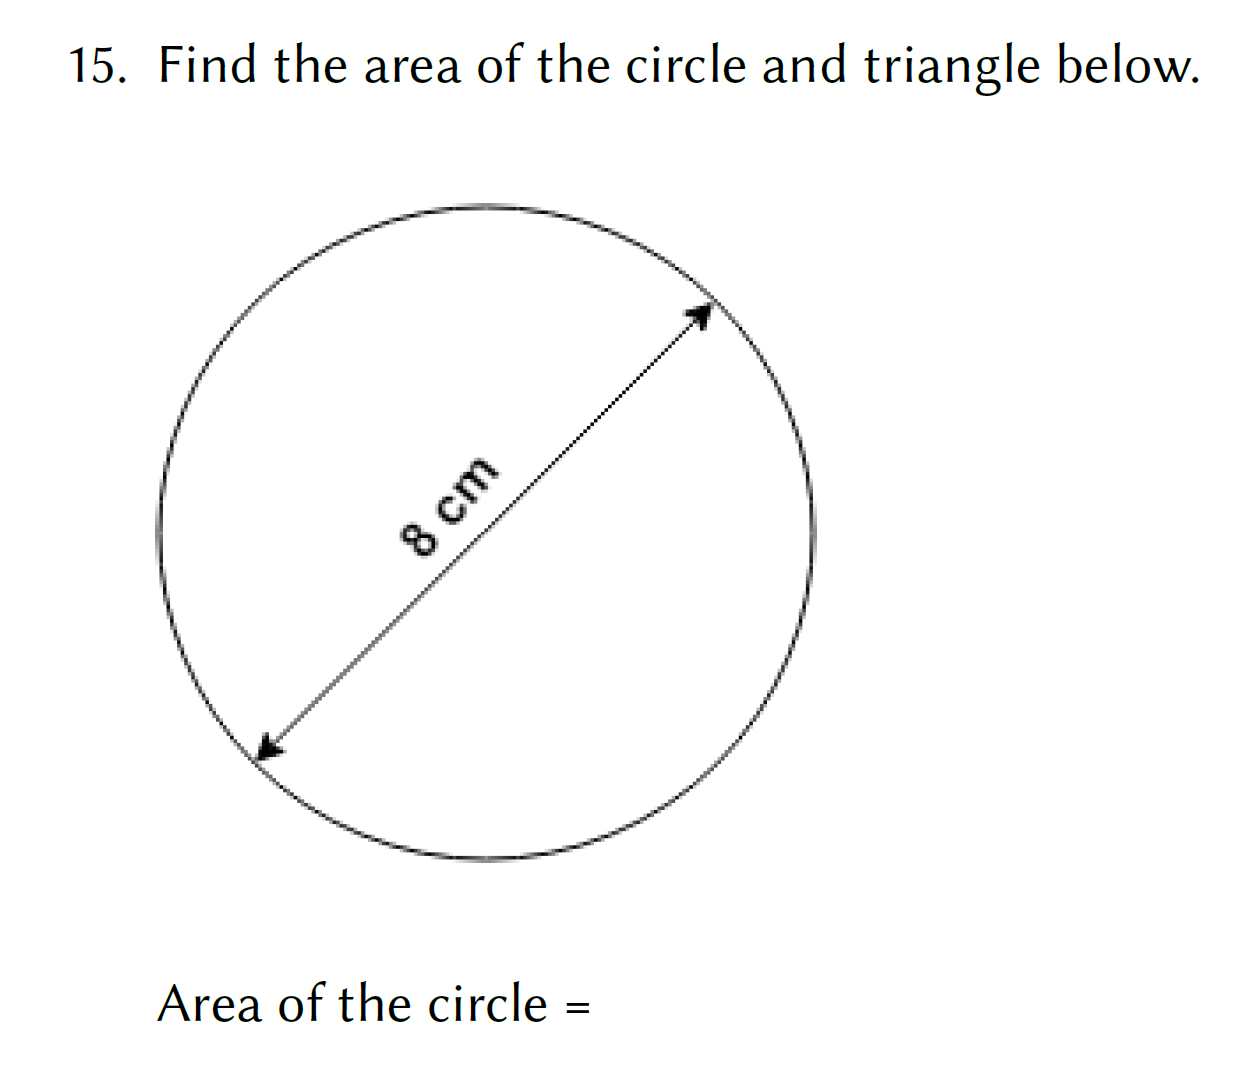 15. Find the area of the circle and triangle below.
8 cm
Area of the circle =